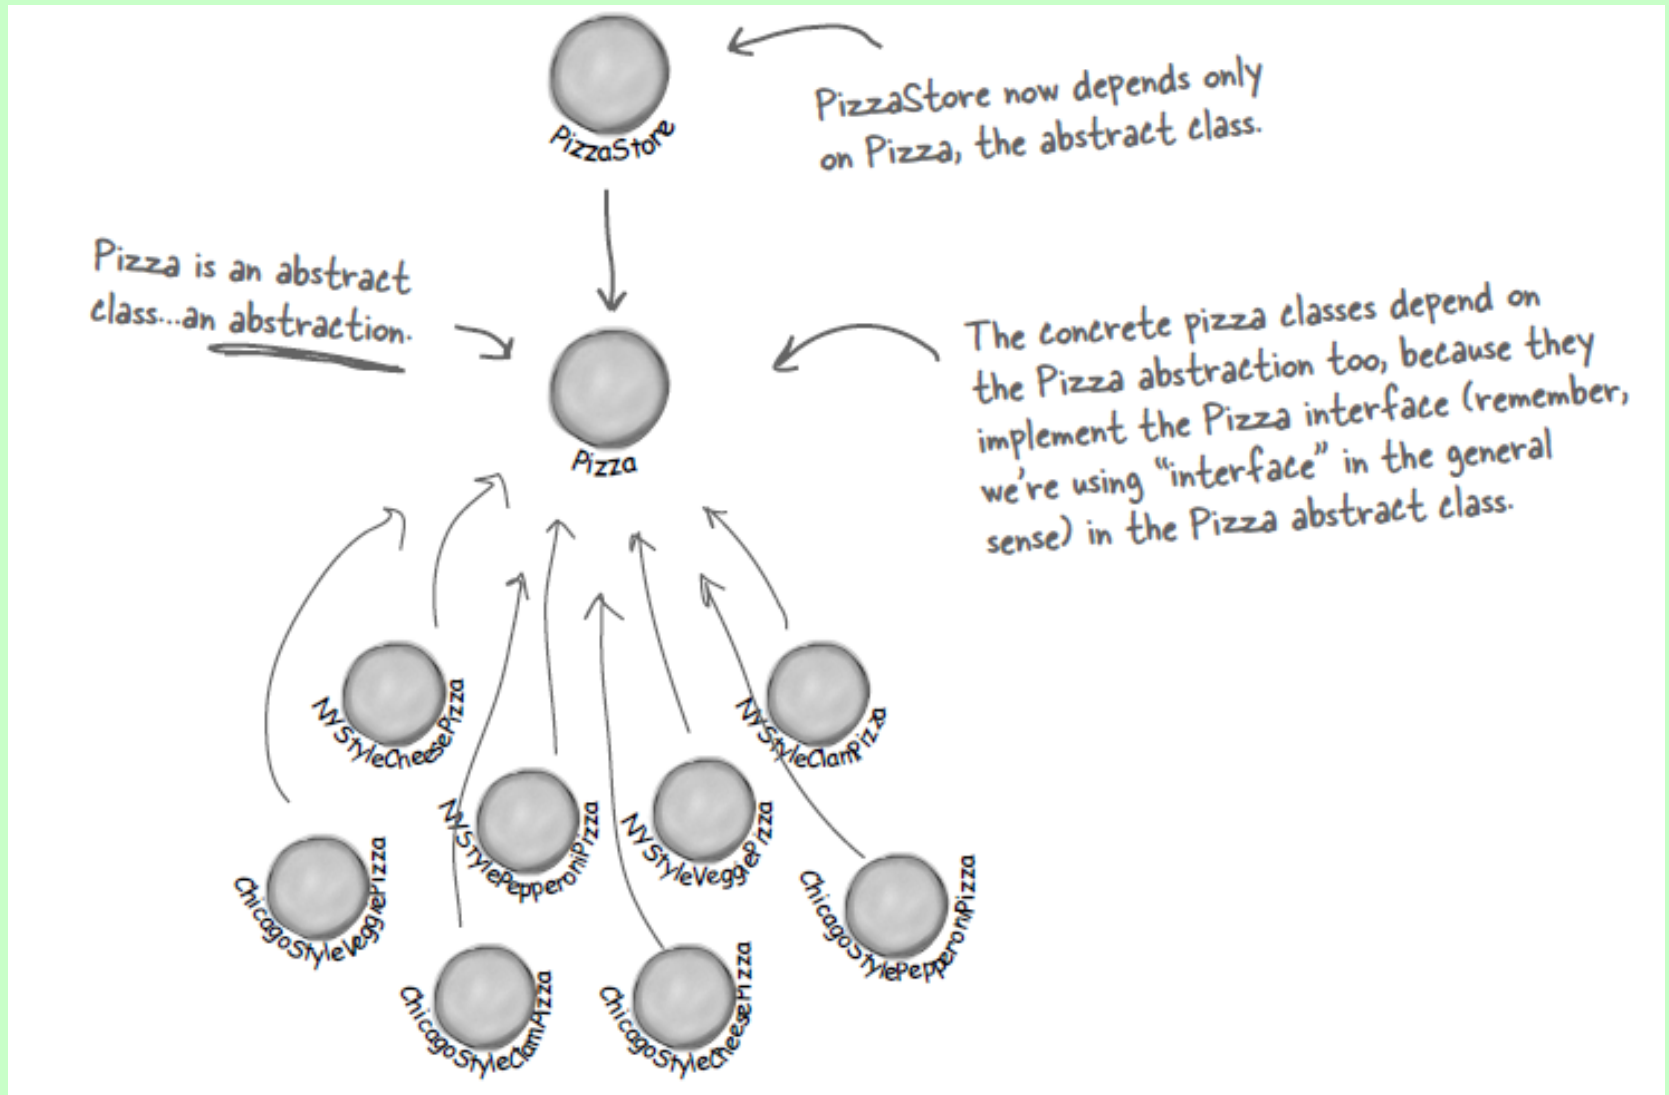 PizzaStore
PizzaStore now depends only
on Pizza, the abstract class.
Pizza is an abstract
class...an abstraction.
Pizza
The concrete pizza classes depend on
the Pizza abstraction too, because they
implement the Pizza interface (remember,
we're using “interface” in the general
sense) in the Pizza abstract class.
NYStyleCheesePizza
NYStyleClamPizza
NYStylePepperoniPizza
NYStyleVeggiePizza
ChicagoStyleVeggiePizza
ChicagoStylePepperoniPizza
ChicagoStyleClamPizza
ChicagoStyleCheesePizza